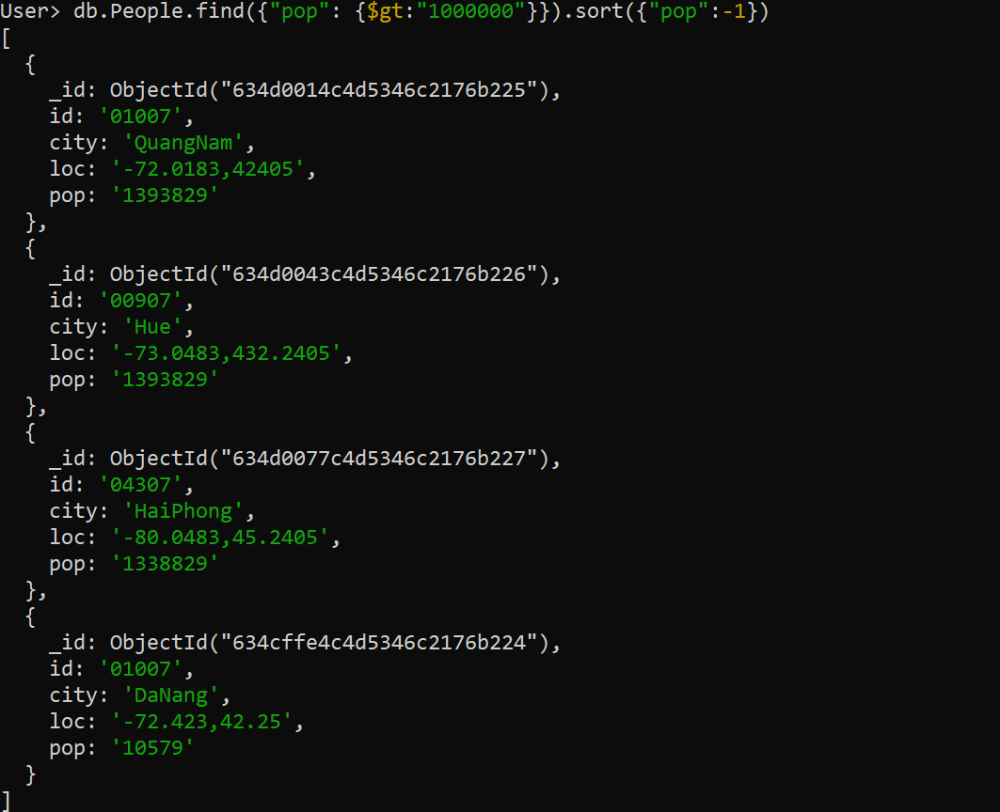 User> db.People.find({"pop": {$gt:"1000000"}}).sort({"pop":-1})
[
  {
    _id: ObjectId("634d0014c4d5346c2176b225"),
    id: '01007',
    city: 'QuangNam',
    loc: '-72.0183,42405',
    pop: '1393829'
  },
  {
    _id: ObjectId("634d0043c4d5346c2176b226"),
    id: '00907',
    city: 'Hue',
    loc: '-73.0483,432.2405',
    pop: '1393829'
  },
  {
    _id: ObjectId("634d0077c4d5346c2176b227"),
    id: '04307',
    city: 'HaiPhong',
    loc: '-80.0483,45.2405',
    pop: '1338829'
  },
  {
    _id: ObjectId("634cffe4c4d5346c2176b224"),
    id: '01007',
    city: 'DaNang',
    loc: '-72.423,42.25',
    pop: '10579'
  }
]